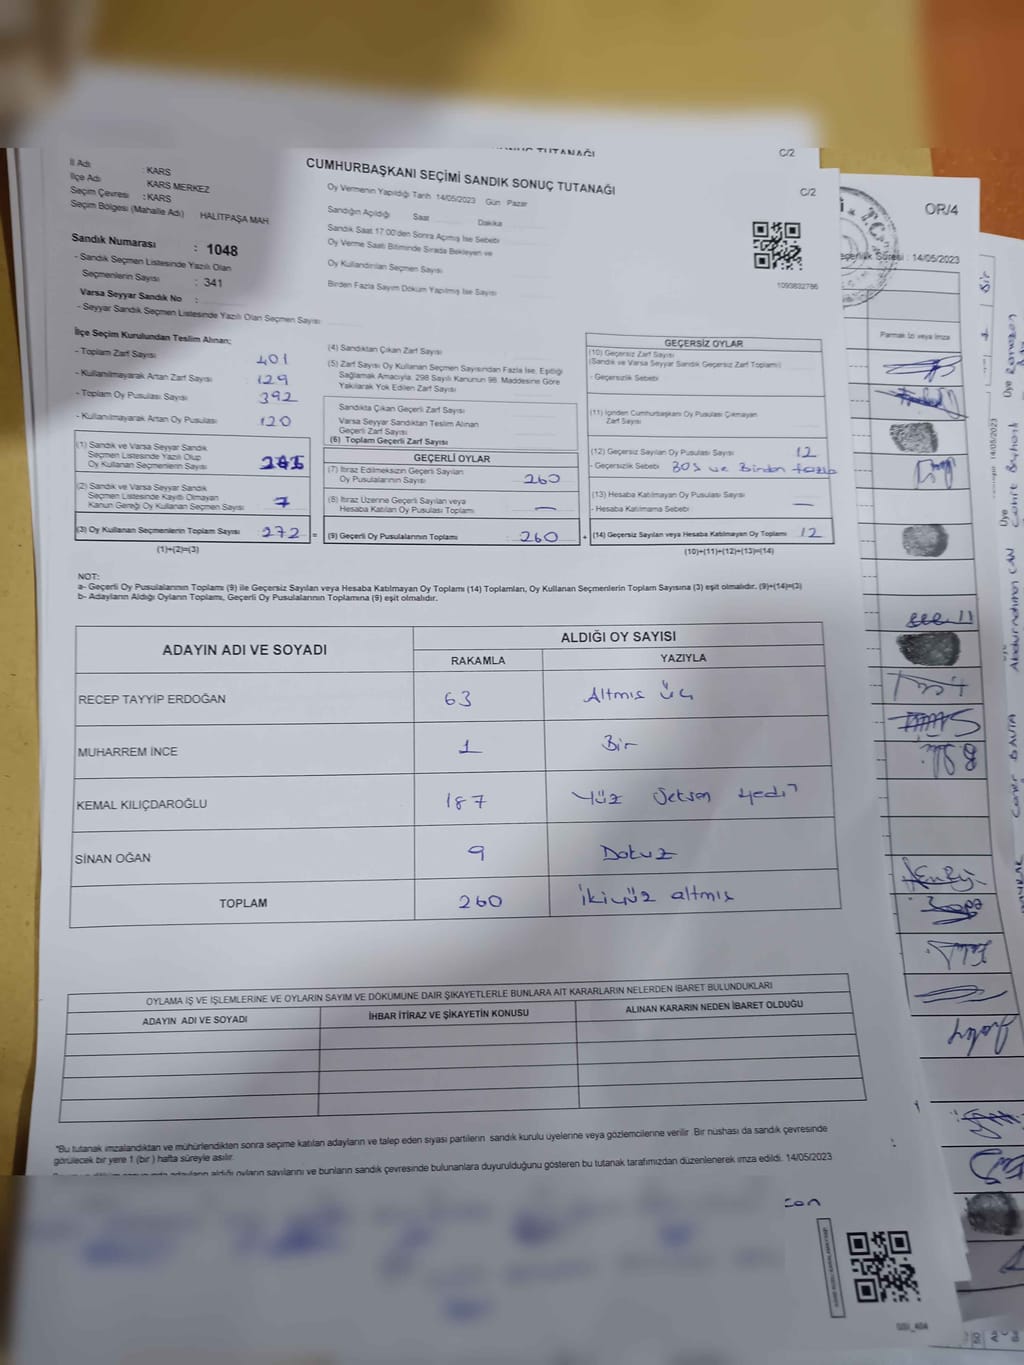 C/2
CUMHURBAŞKANI SEÇİMİ SANDIK SONUÇ TUTANAĞI
C/2
İl Adı : KARS
İlçe Adı KARS MERKEZ
Seçim Çevresi : KARS
Seçim Bölgesi (Mahalle Adı) HALİTPAŞA MAH
Sandık Numarası : 1048
- Sandık Seçmen Listesinde Yazılı Olan
Seçmenlerin Sayısı : 341
Varsa Seyyar Sandık No :
- Seyyar Sandık Seçmen Listesinde Yazılı Olan Seçmen Sayısı:
Oy Vermenin Yapıldığı Tarih 14/05/2023 Gün Pazar
Sandığın Açıldığı Saat Dakika
Sandık Saat 17:00'den Sonra Açılmış İse Sebebi
Oy Verme Saati Bitiminde Sırada Bekleyen ve
Oy Kullandırılan Seçmen Sayısı
Birden Fazla Sayım Döküm Yapılmış İse Sayısı
1093832786
İlçe Seçim Kurulundan Teslim Alınan;
- Toplam Zarf Sayısı 401
- Kullanılmayarak Artan Zarf Sayısı 129
- Toplam Oy Pusulası Sayısı 392
- Kullanılmayarak Artan Oy Pusulası 120
(1) Sandık ve Varsa Seyyar Sandık
Seçmen Listesinde Yazılı Olup
Oy Kullanan Seçmenlerin Sayısı
(2) Sandık ve Varsa Seyyar Sandık
Seçmen Listesinde Kayıtlı Olmayan
Kanun Gereği Oy Kullanan Seçmen Sayısı 7
(3) Oy Kullanan Seçmenlerin Toplam Sayısı 272 =
(1)+(2)=(3)
(4) Sandıktan Çıkan Zarf Sayısı
(5) Zarf Sayısı Oy Kullanan Seçmen Sayısından Fazla İse, Eşitliği
Sağlamak Amacıyla, 298 Sayılı Kanunun 98. Maddesine Göre
Yakılarak Yok Edilen Zarf Sayısı
Sandıkta Çıkan Geçerli Zarf Sayısı
Varsa Seyyar Sandıktan Teslim Alınan
Geçerli Zarf Sayısı
(6) Toplam Geçerli Zarf Sayısı
GEÇERLİ OYLAR
(7) İtiraz Edilmeksizin Geçerli Sayılan
Oy Pusulalarının Sayısı 260
(8) İtiraz Üzerine Geçerli Sayılan veya
Hesaba Katılan Oy Pusulası Toplamı —
(9) Geçerli Oy Pusulalarının Toplamı : 260 +
GEÇERSİZ OYLAR
(10) Geçersiz Zarf Sayısı
(Sandık ve Varsa Seyyar Sandık Geçersiz Zarf Toplamı)
- Geçersizlik Sebebi
(11) İçinden Cumhurbaşkanı Oy Pusulası Çıkmayan
Zarf Sayısı
(12) Geçersiz Sayılan Oy Pusulası Sayısı 12
- Geçersizlik Sebebi BOS ve Birden fazla
(13) Hesaba Katılmayan Oy Pusulası Sayısı
- Hesaba Katılmama Sebebi —
(14) Geçersiz Sayılan veya Hesaba Katılmayan Oy Toplamı 12
(10)+(11)+(12)+(13)=(14)
NOT:
a- Geçerli Oy Pusulalarının Toplamı (9) ile Geçersiz Sayılan veya Hesaba Katılmayan Oy Toplamı (14) Toplamları, Oy Kullanan Seçmenlerin Toplam Sayısına (3) eşit olmalıdır. (9)+(14)=(3)
b- Adayların Aldığı Oyların Toplamı, Geçerli Oy Pusulalarının Toplamına (9) eşit olmalıdır.
ADAYIN ADI VE SOYADI ALDIĞI OY SAYISI
RAKAMLA YAZIYLA
RECEP TAYYİP ERDOĞAN 63 Altmıs Üç
MUHARREM İNCE 1 Bir
KEMAL KILIÇDAROĞLU 187 Yüz Seksen Yedi
SİNAN OĞAN 9 Dokuz
TOPLAM 260 ikiyüz altmıs
OYLAMA İŞ VE İŞLEMLERİNE VE OYLARIN SAYIM VE DÖKÜMÜNE DAİR ŞİKAYETLERLE BUNLARA AİT KARARLARIN NELERDEN İBARET BULUNDUKLARI
ADAYIN ADI VE SOYADI İHBAR İTİRAZ VE ŞİKAYETİN KONUSU ALINAN KARARIN NEDEN İBARET OLDUĞU
"Bu tutanak imzalandıktan ve mühürlendikten sonra seçime katılan adayların ve talep eden siyasi partilerin sandık kurulu üyelerine veya gözlemcilerine verilir. Bir nüshası da sandık çevresinde
görülecek bir yere 1 (bir) hafta süreyle asılır.
adayların aldığı oyların sayılarını ve bunların sandık çevresinde bulunanlara duyurulduğunu gösteren bu tutanak tarafımızdan düzenlenerek imza edildi. 14/05/2023
OR/4
Süresi : 14/05/2023
Parmak İzi veya İmza